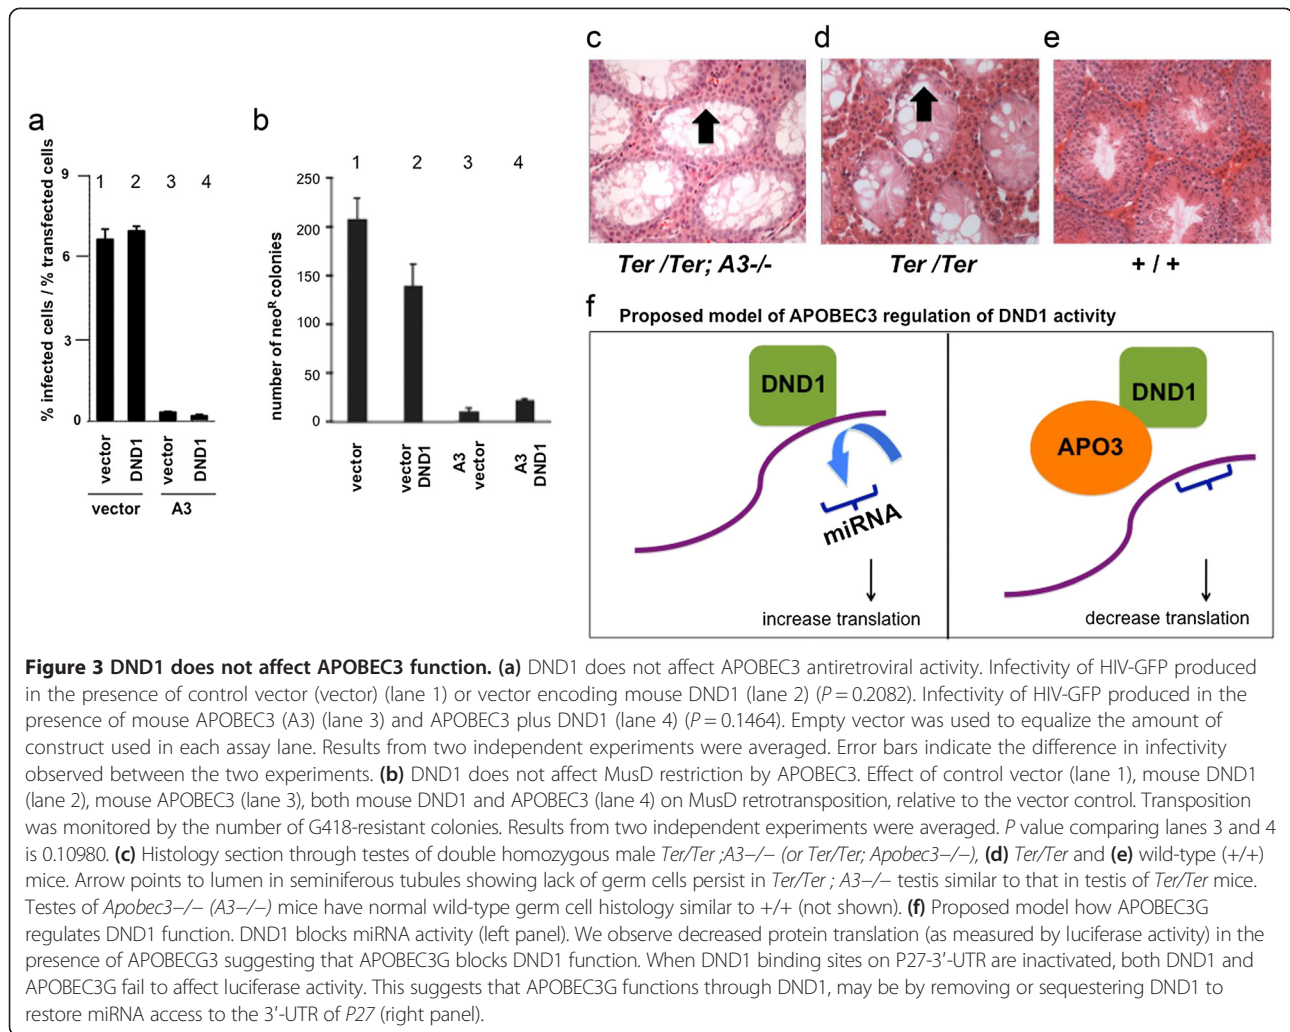 a
% infected cells / % transfected cells
9
6
3
0
1 2 3 4
vector
DND1
vector
DND1
vector A3
b
number of neoR colonies
250
200
150
100
50
0
1 2 3 4
vector
vector
DND1
A3
vector
A3
DND1
c
Ter /Ter; A3-/-
d
Ter /Ter
e
+ / +
f Proposed model of APOBEC3 regulation of DND1 activity
DND1
miRNA
increase translation
DND1
APO3
decrease translation
Figure 3 DND1 does not affect APOBEC3 function. (a) DND1 does not affect APOBEC3 antiretroviral activity. Infectivity of HIV-GFP produced
in the presence of control vector (vector) (lane 1) or vector encoding mouse DND1 (lane 2) (P = 0.2082). Infectivity of HIV-GFP produced in the
presence of mouse APOBEC3 (A3) (lane 3) and APOBEC3 plus DND1 (lane 4) (P = 0.1464). Empty vector was used to equalize the amount of
construct used in each assay lane. Results from two independent experiments were averaged. Error bars indicate the difference in infectivity
observed between the two experiments. (b) DND1 does not affect MusD restriction by APOBEC3. Effect of control vector (lane 1), mouse DND1
(lane 2), mouse APOBEC3 (lane 3), both mouse DND1 and APOBEC3 (lane 4) on MusD retrotransposition, relative to the vector control. Transposition
was monitored by the number of G418-resistant colonies. Results from two independent experiments were averaged. P value comparing lanes 3 and 4
is 0.10980. (c) Histology section through testes of double homozygous male Ter/Ter ;A3−/− (or Ter/Ter; Apobec3−/−), (d) Ter/Ter and (e) wild-type (+/+)
mice. Arrow points to lumen in seminiferous tubules showing lack of germ cells persist in Ter/Ter ; A3−/− testis similar to that in testis of Ter/Ter mice.
Testes of Apobec3−/− (A3−/−) mice have normal wild-type germ cell histology similar to +/+ (not shown). (f) Proposed model how APOBEC3G
regulates DND1 function. DND1 blocks miRNA activity (left panel). We observe decreased protein translation (as measured by luciferase activity) in the
presence of APOBECG3 suggesting that APOBEC3G blocks DND1 function. When DND1 binding sites on P27-3′-UTR are inactivated, both DND1 and
APOBEC3G fail to affect luciferase activity. This suggests that APOBEC3G functions through DND1, may be by removing or sequestering DND1 to
restore miRNA access to the 3′-UTR of P27 (right panel).